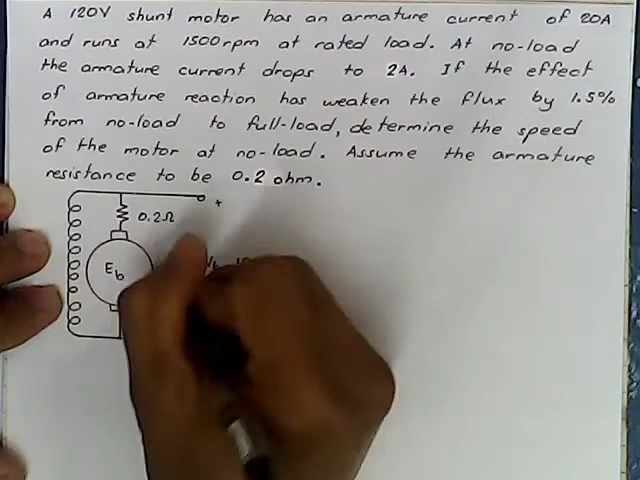 A 120V shunt motor has an armature current of 20A
and runs at 1500rpm at rated load. At no-load
the armature current drops to 2A. If the effect
of armature reaction has weaken the flux by 1.5%
from no-load to full-load, determine the speed
of the motor at no-load. Assume the armature
resistance to be 0.2 ohm.
+
0.2Ω
Eb